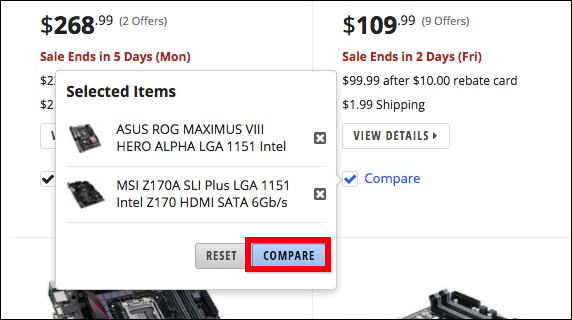 $268.99 (2 Offers)
$109.99 (9 Offers)
Sale Ends in 5 Days (Mon)
Sale Ends in 2 Days (Fri)
$99.99 after $10.00 rebate card
$1.99 Shipping
VIEW DETAILS
Compare
Selected Items
ASUS ROG MAXIMUS VIII
HERO ALPHA LGA 1151 Intel
MSI Z170A SLI Plus LGA 1151
Intel Z170 HDMI SATA 6Gb/s
RESET
COMPARE